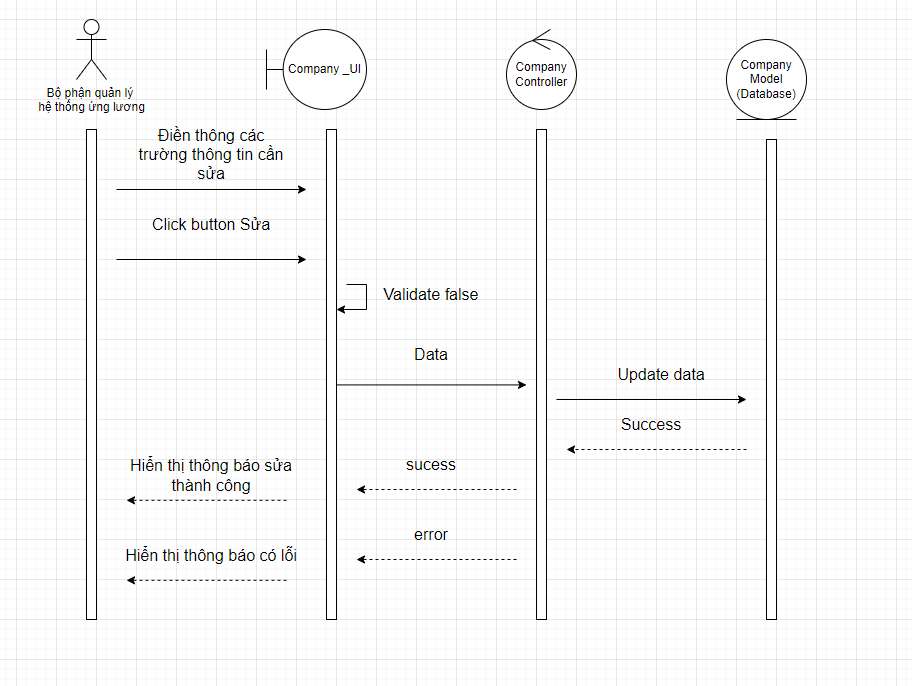 Bộ phận quản lý
hệ thống ứng lương
Company _UI
Company
Controller
Company
Model
(Database)
Điền thông các
trường thông tin cần
sửa
Click button Sửa
Validate false
Data
Update data
Success
sucess
Hiển thị thông báo sửa
thành công
error
Hiển thị thông báo có lỗi